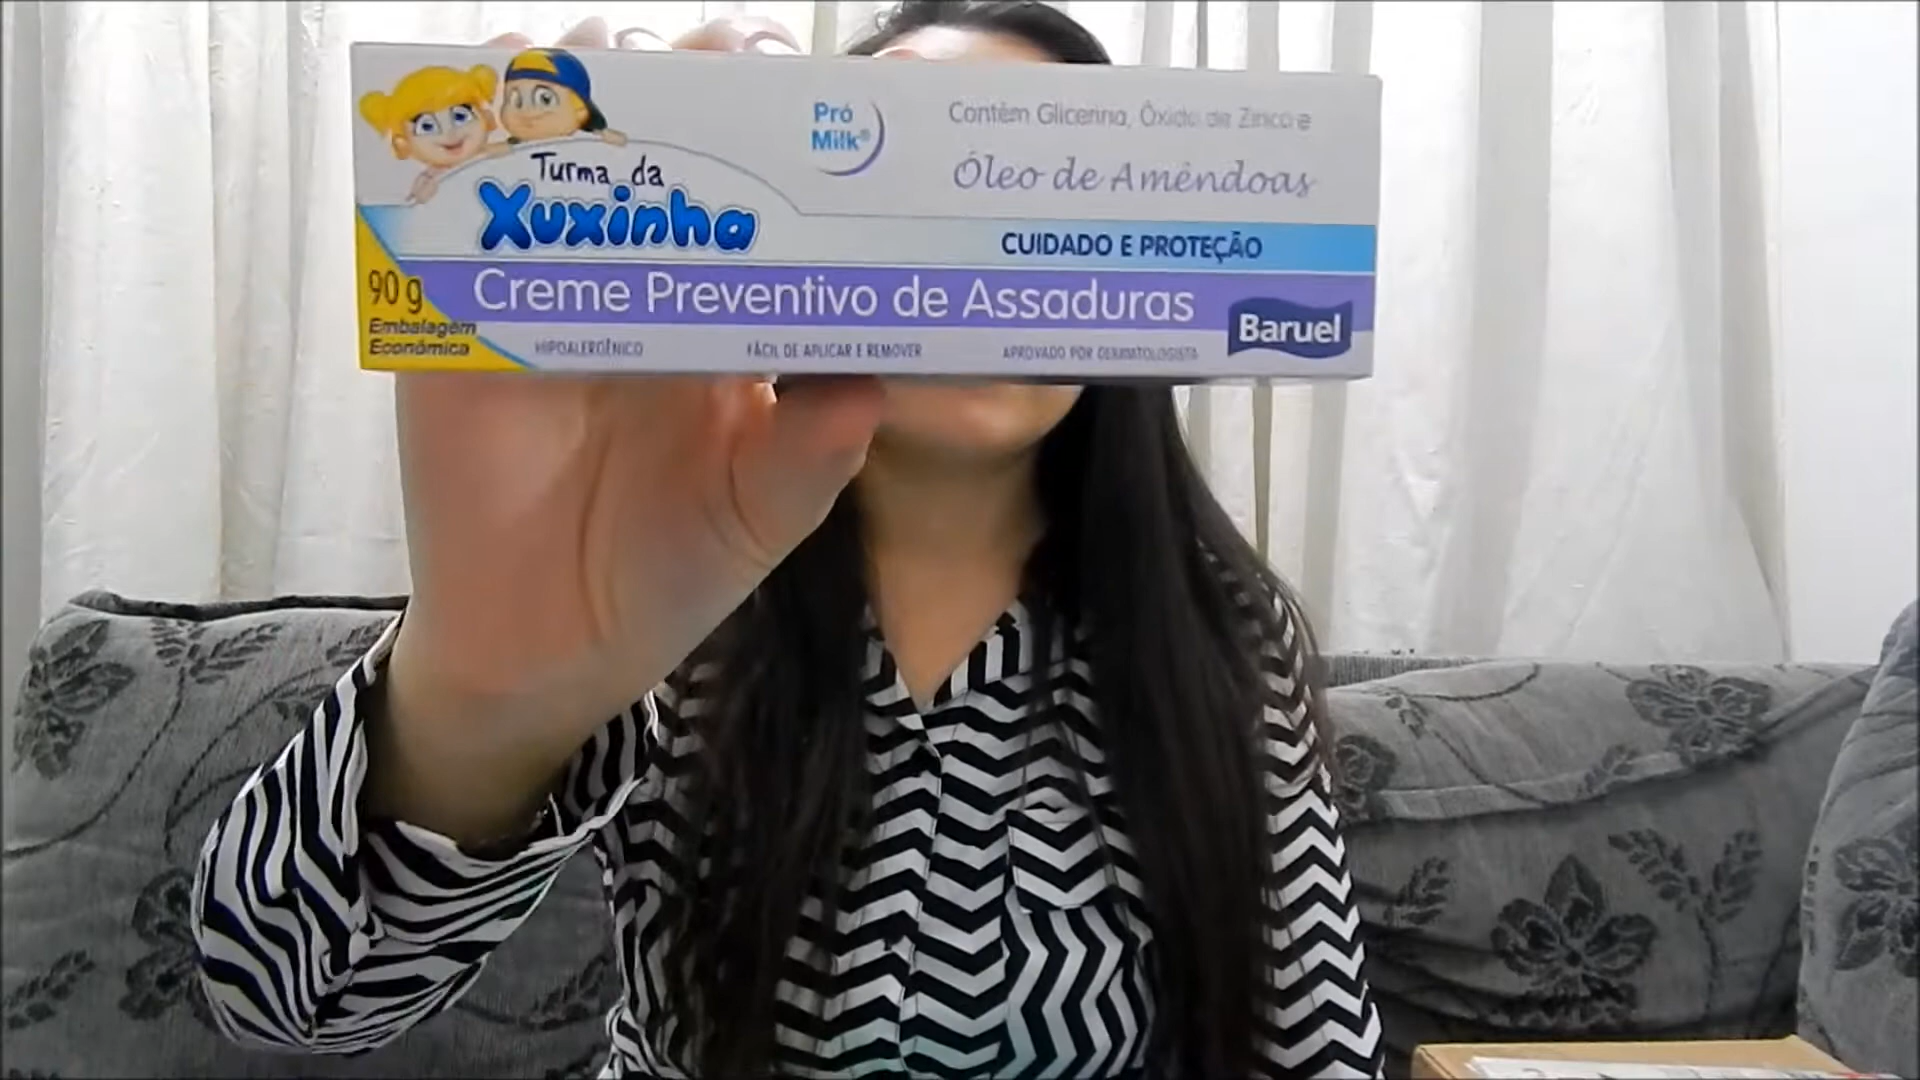 Turma da
Xuxinha
Pró
Milk®
Contém Glicerina, Óxido de Zinco e
Óleo de Amêndoas
CUIDADO E PROTEÇÃO
Creme Preventivo de Assaduras
90 g
Embalagem
Econômica
HIPOALERGÊNICO
FÁCIL DE APLICAR E REMOVER
APROVADO POR DERMATOLOGISTA
Baruel